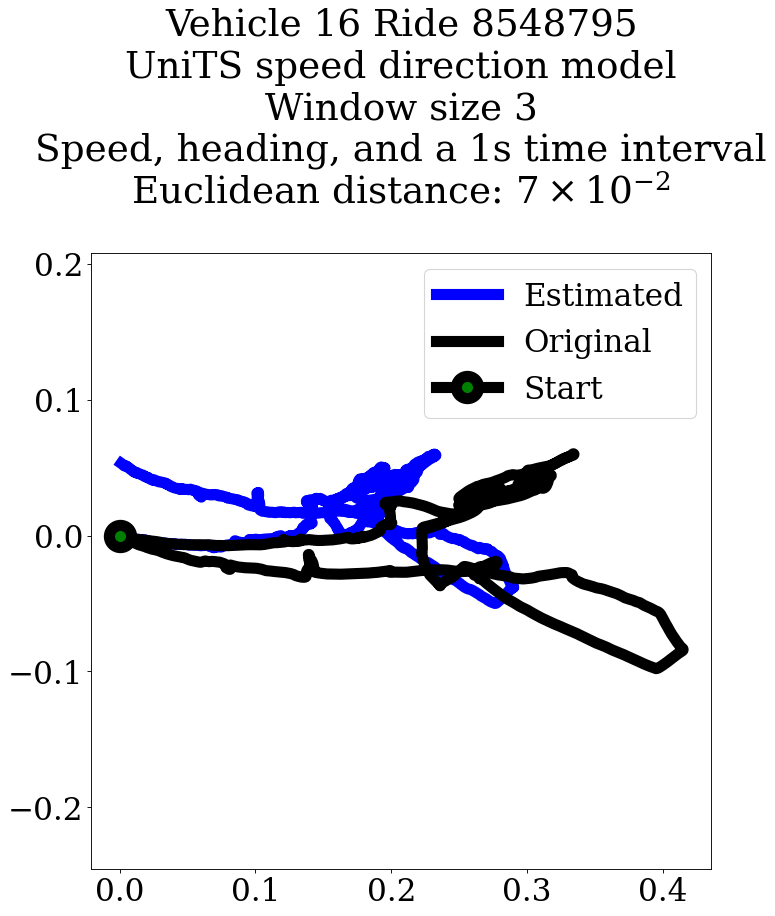 Vehicle 16 Ride 8548795
UniTS speed direction model
Window size 3
Speed, heading, and a 1s time interval
Euclidean distance: 7 × 10⁻²
0.2
0.1
0.0
−0.1
−0.2
Estimated
Original
Start
0.0 0.1 0.2 0.3 0.4